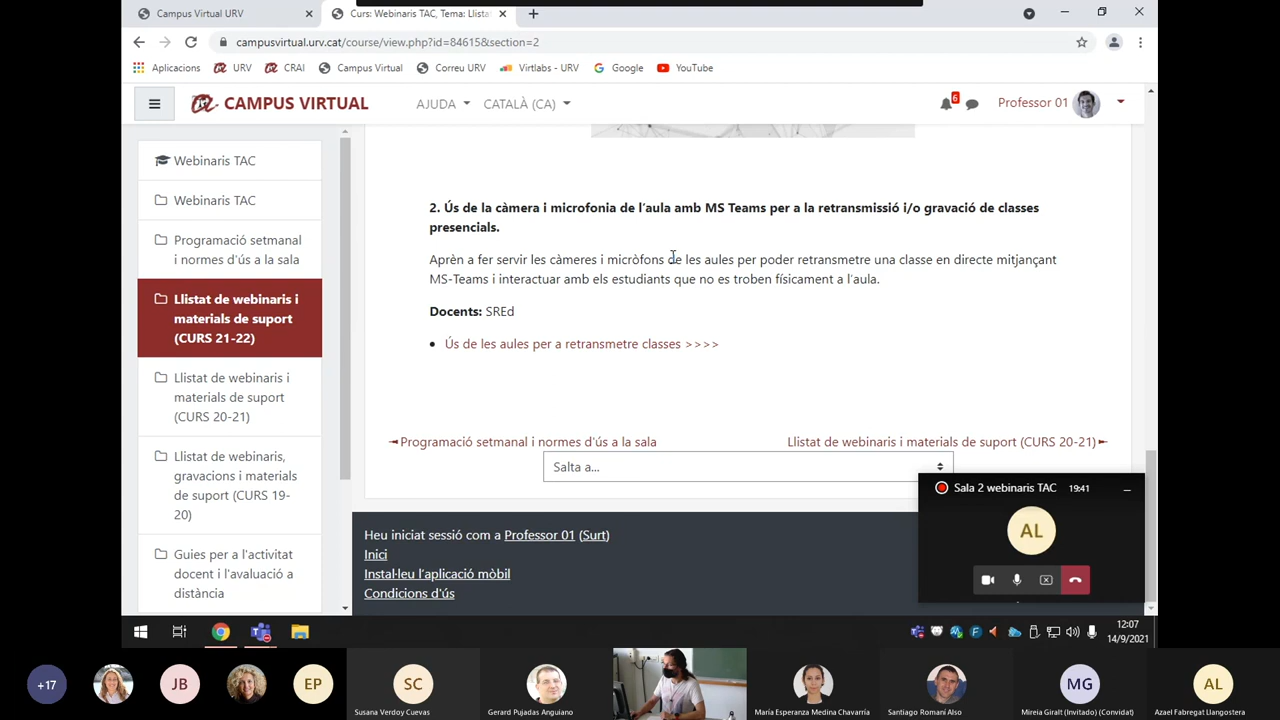 Campus Virtual URV
Curs: Webinaris TAC, Tema: Llista
campusvirtual.urv.cat/course/view.php?id=84615&section=2
Aplicacions URV CRAI Campus Virtual Correu URV Virtlabs - URV Google YouTube
CAMPUS VIRTUAL AJUDA CATALÀ (CA) 6 Professor 01
Webinaris TAC
Webinaris TAC
Programació setmanal
i normes d'ús a la sala
Llistat de webinaris i
materials de suport
(CURS 21-22)
Llistat de webinaris i
materials de suport
(CURS 20-21)
Llistat de webinaris,
gravacions i materials
de suport (CURS 19-
20)
Guies per a l'activitat
docent i l'avaluació a
distància
2. Ús de la càmera i microfonia de l'aula amb MS Teams per a la retransmissió i/o gravació de classes
presencials.
Aprèn a fer servir les càmeres i micròfons de les aules per poder retransmetre una classe en directe mitjançant
MS-Teams i interactuar amb els estudiants que no es troben físicament a l'aula.
Docents: SREd
Ús de les aules per a retransmetre classes >>>>
◄Programació setmanal i normes d'ús a la sala
Llistat de webinaris i materials de suport (CURS 20-21)►
Salta a...
Heu iniciat sessió com a Professor 01 (Surt)
Inici
Instal·leu l'aplicació mòbil
Condicions d'ús
Sala 2 webinaris TAC 19:41
AL
12:07
14/9/2021
+17 JB EP SC MG AL
Susana Verdoy Cuevas Gerard Pujadas Anguiano María Esperanza Medina Chavarría Santiago Romaní Also Mireia Giralt (Invitado) (Convidat) Azael Fabregat Llangostera